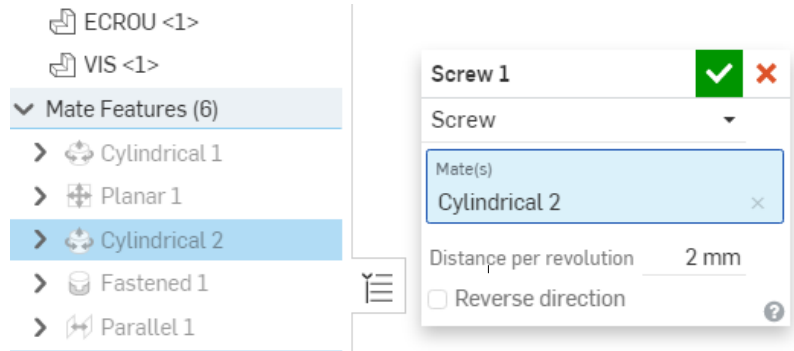 ECROU <1>
VIS <1>
Mate Features (6)
Cylindrical 1
Planar 1
Cylindrical 2
Fastened 1
Parallel 1
Screw 1
Screw
Mate(s)
Cylindrical 2
Distance per revolution 2 mm
Reverse direction